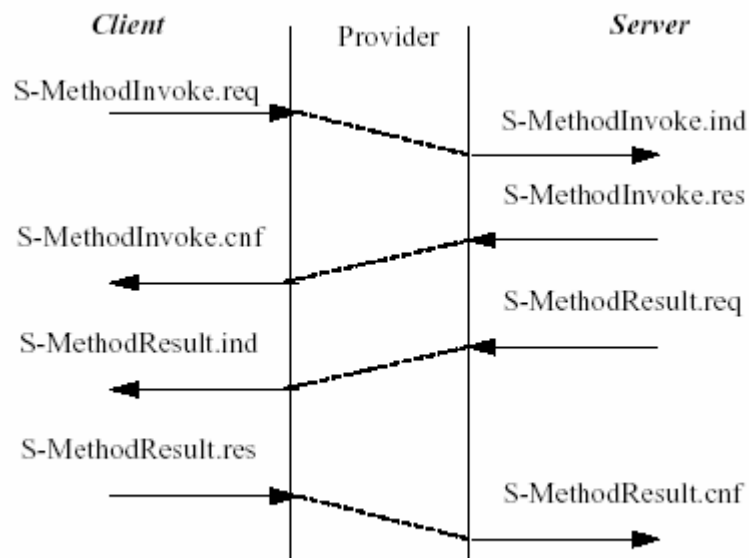 Client
Provider
Server
S-MethodInvoke.req
S-MethodInvoke.ind
S-MethodInvoke.res
S-MethodInvoke.cnf
S-MethodResult.req
S-MethodResult.ind
S-MethodResult.res
S-MethodResult.cnf